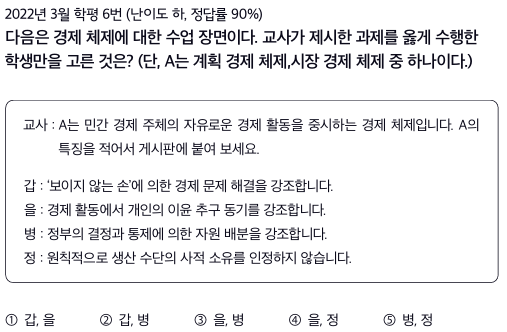 2022년 3월 학평 6번 (난이도 하, 정답률 90%)
다음은 경제 체제에 대한 수업 장면이다. 교사가 제시한 과제를 옳게 수행한
학생만을 고른 것은? (단, A는 계획 경제 체제,시장 경제 체제 중 하나이다.)
교사 : A는 민간 경제 주체의 자유로운 경제 활동을 중시하는 경제 체제입니다. A의
특징을 적어서 게시판에 붙여 보세요.
갑 : ‘보이지 않는 손’에 의한 경제 문제 해결을 강조합니다.
을 : 경제 활동에서 개인의 이윤 추구 동기를 강조합니다.
병 : 정부의 결정과 통제에 의한 자원 배분을 강조합니다.
정 : 원칙적으로 생산 수단의 사적 소유를 인정하지 않습니다.
① 갑, 을 ② 갑, 병 ③ 을, 병 ④ 을, 정 ⑤ 병, 정